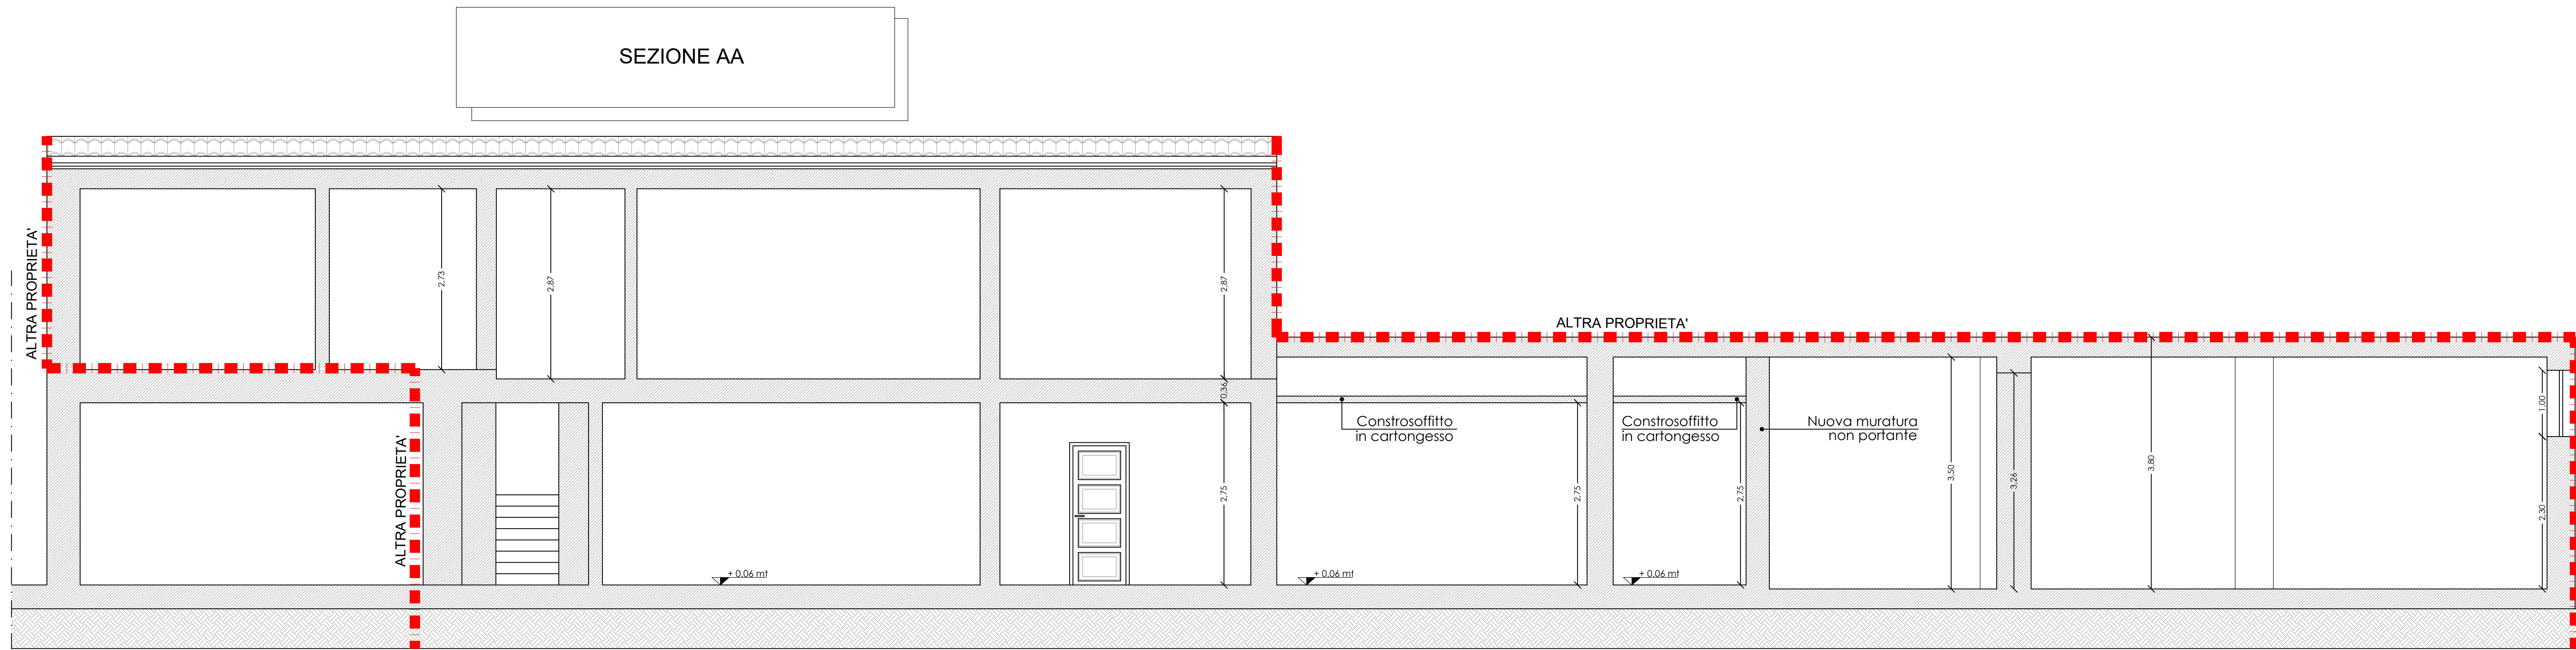 SEZIONE AA
ALTRA PROPRIETA'
2,73
2,87
2,87
ALTRA PROPRIETA'
0,36
ALTRA PROPRIETA'
Constrosoffitto
in cartongesso
Constrosoffitto
in cartongesso
Nuova muratura
non portante
2,75
2,75
2,75
3,50
3,26
3,80
1,00
2,30
+ 0,06 mt
+ 0,06 mt
+ 0,06 mt